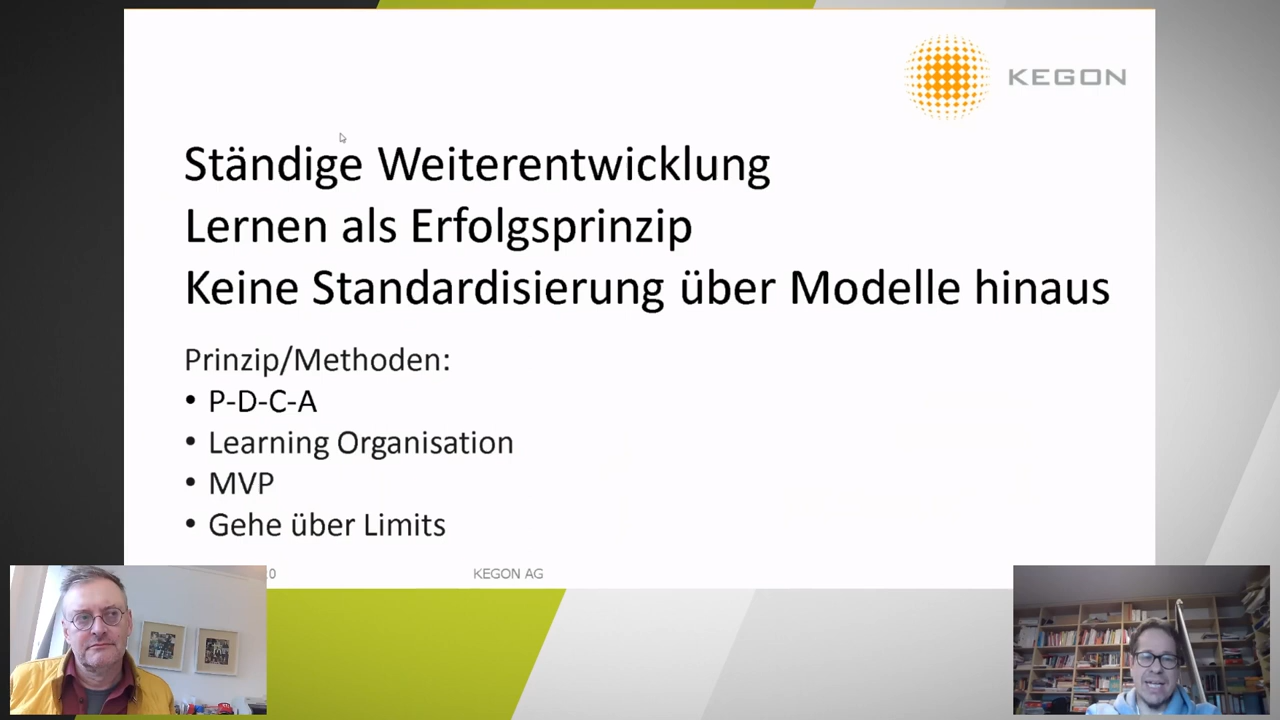 KEGON
Ständige Weiterentwicklung
Lernen als Erfolgsprinzip
Keine Standardisierung über Modelle hinaus
Prinzip/Methoden:
• P-D-C-A
• Learning Organisation
• MVP
• Gehe über Limits
KEGON AG